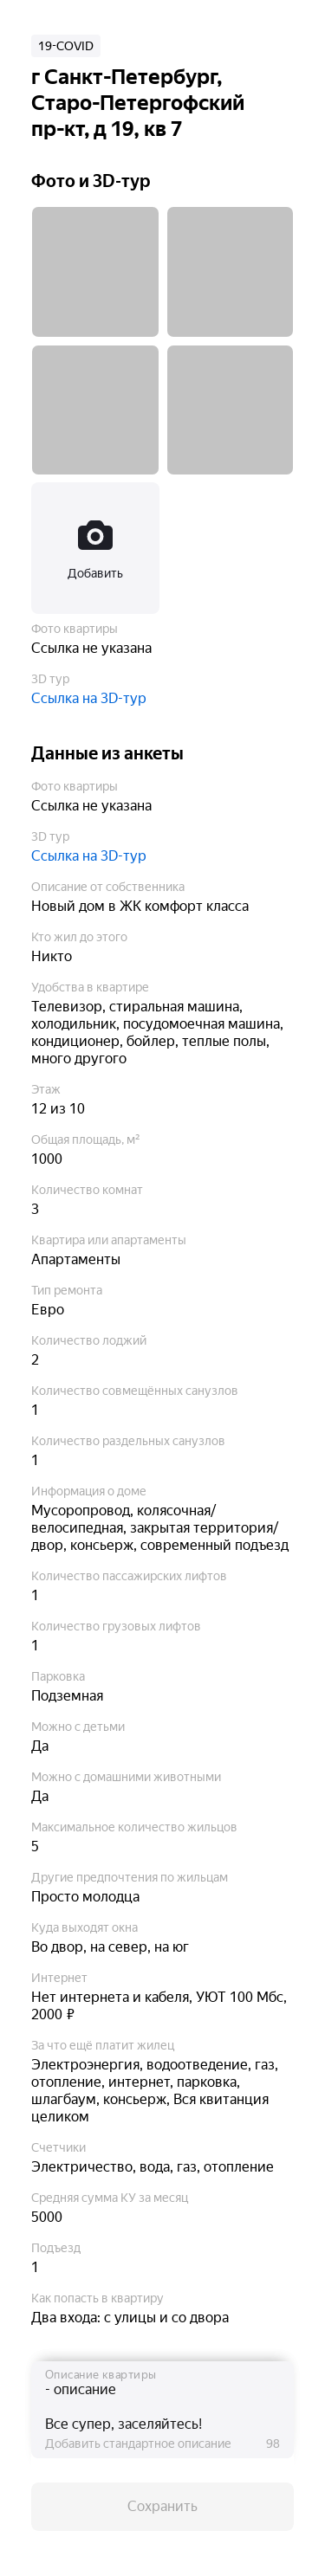 19-COVID
г Санкт-Петербург,
Старо-Петергофский
пр-кт, д 19, кв 7
Фото и 3D-тур
Добавить
Фото квартиры
Ссылка не указана
3D тур
Ссылка на 3D-тур
Данные из анкеты
Фото квартиры
Ссылка не указана
3D тур
Ссылка на 3D-тур
Описание от собственника
Новый дом в ЖК комфорт класса
Кто жил до этого
Никто
Удобства в квартире
Телевизор, стиральная машина,
холодильник, посудомоечная машина,
кондиционер, бойлер, теплые полы,
много другого
Этаж
12 из 10
Общая площадь, м²
1000
Количество комнат
3
Квартира или апартаменты
Апартаменты
Тип ремонта
Евро
Количество лоджий
2
Количество совмещённых санузлов
1
Количество раздельных санузлов
1
Информация о доме
Мусоропровод, колясочная/
велосипедная, закрытая территория/
двор, консьерж, современный подъезд
Количество пассажирских лифтов
1
Количество грузовых лифтов
1
Парковка
Подземная
Можно с детьми
Да
Можно с домашними животными
Да
Максимальное количество жильцов
5
Другие предпочтения по жильцам
Просто молодца
Куда выходят окна
Во двор, на север, на юг
Интернет
Нет интернета и кабеля, УЮТ 100 Мбс,
2000 ₽
За что ещё платит жилец
Электроэнергия, водоотведение, газ,
отопление, интернет, парковка,
шлагбаум, консьерж, Вся квитанция
целиком
Счетчики
Электричество, вода, газ, отопление
Средняя сумма КУ за месяц
5000
Подъезд
1
Как попасть в квартиру
Два входа: с улицы и со двора
Описание квартиры
- описание
Все супер, заселяйтесь!
Добавить стандартное описание 98
Сохранить